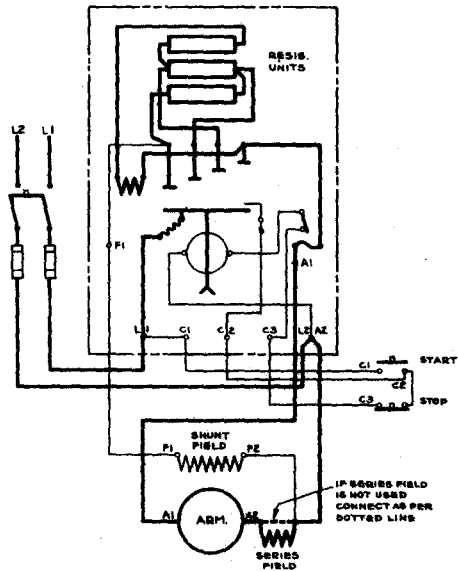 RESIS.
UNITS
L2 L1
F1
A1
L1 C1 C2 C3 L2 A2
C1 START
C2
C3 STOP
SHUNT
FIELD
F1 F2
IF SERIES FIELD
IS NOT USED
CONNECT AS PER
DOTTED LINE
A1 ARM. A2
SERIES
FIELD